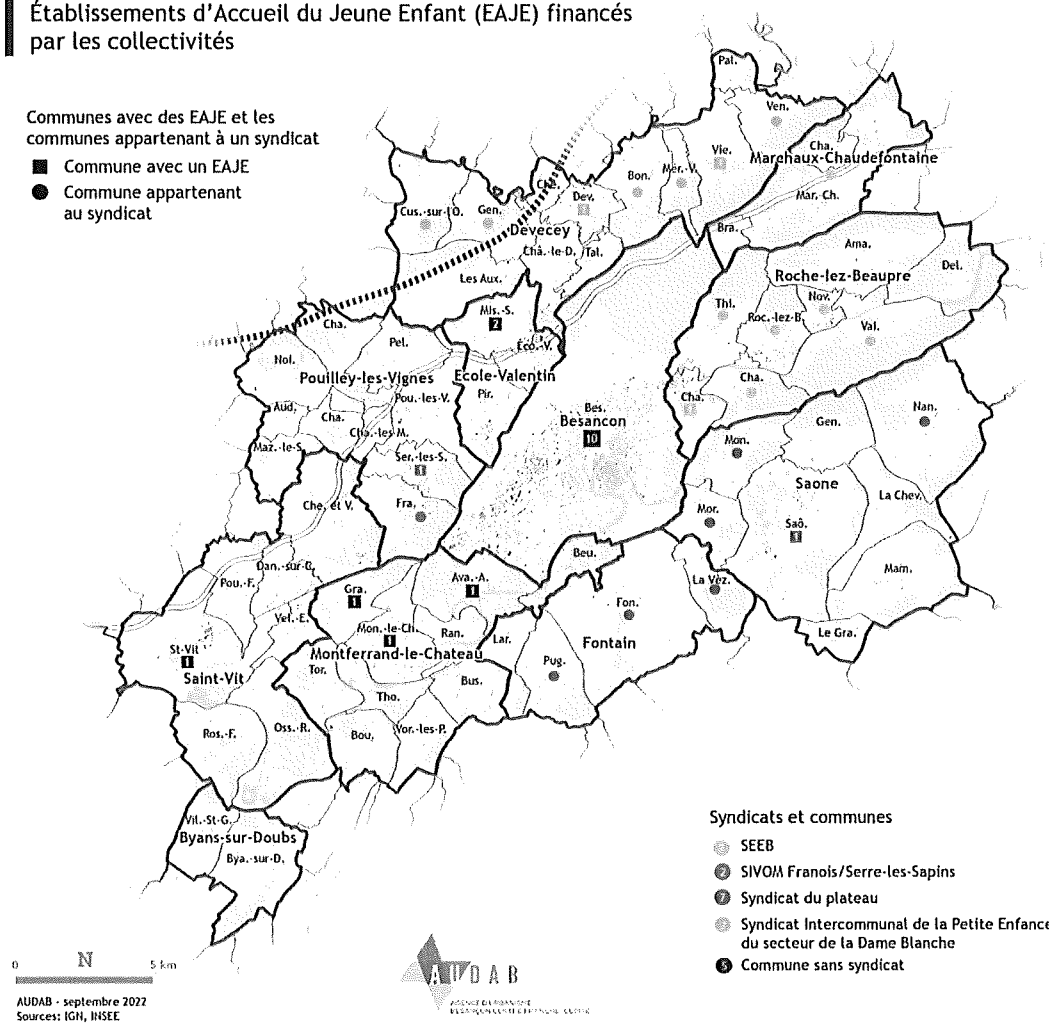 Établissements d'Accueil du Jeune Enfant (EAJE) financés
par les collectivités
Communes avec des EAJE et les
communes appartenant à un syndicat
Commune avec un EAJE
Commune appartenant
au syndicat
Pal.
Ven.
Vie.
Cha.
Marchaux-Chaudefontaine
Mar.-Ch.
Mér.-V.
Bon.
Dev.
Devecey
Châ.-le-D.
Tal.
Cus.-sur-l'O.
Gen.
Les Aux.
Bra.
Ama.
Roche-lez-Beaupre
Del.
Thi.
Nov.
Roc.-lez-B.
Val.
Cha.
Cha.
Mis.-S.
2
Éco.-V.
Ecole-Valentin
Pir.
Cha.
Pel.
Nol.
Pouilley-les-Vignes
Pou.-les-V.
Aud.
Cha.
Cha.-les-M.
Maz.-le-S.
Ser.-les-S.
1
Fra.
Che. et V.
Bes.
Besancon
10
Mon.
Gen.
Nan.
Saone
La Chev.
Mor.
Saô.
1
Mam.
La Vèz.
Le Gra.
Beu.
Fon.
Fontain
Pug.
Lar.
Dan.-sur-D.
Pou.-F.
Vel.-E.
Gra.
1
Ava.-A.
1
Mon.-le-Ch.
1
Ran.
Montferrand-le-Chateau
Tor.
Tho.
Bus.
Bou.
Vor.-les-P.
St-Vit
1
Saint-Vit
Ros.-F.
Oss.-R.
Vil.-St-G.
Byans-sur-Doubs
Bya.-sur-D.
Syndicats et communes
SEEB
2 SIVOM Franois/Serre-les-Sapins
7 Syndicat du plateau
Syndicat Intercommunal de la Petite Enfance
du secteur de la Dame Blanche
5 Commune sans syndicat
0 N 5 km
AUDAB - septembre 2022
Sources: IGN, INSEE
AUDAB